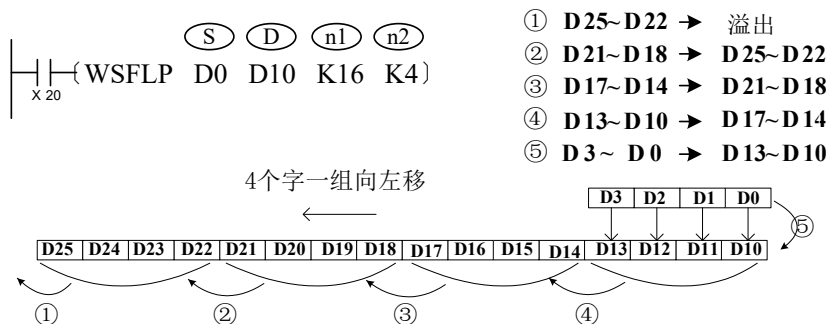 S D n1 n2
WSFLP D0 D10 K16 K4
X 20
① D25~D22 → 溢出
② D21~D18 → D25~D22
③ D17~D14 → D21~D18
④ D13~D10 → D17~D14
⑤ D3~ D0 → D13~D10
4个字一组向左移
D3 D2 D1 D0
⑤
D25 D24 D23 D22 D21 D20 D19 D18 D17 D16 D15 D14 D13 D12 D11 D10
① ② ③ ④